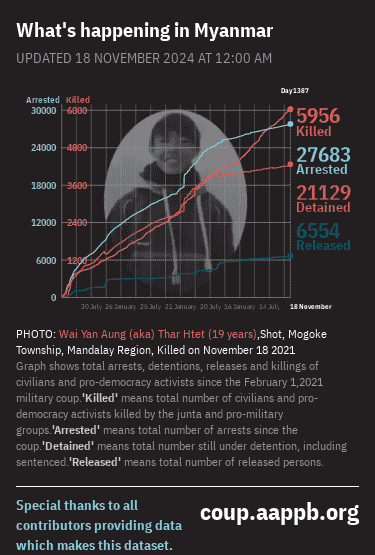 What's happening in Myanmar
UPDATED 18 NOVEMBER 2024 AT 12:00 AM
Day1387
Arrested Killed
30000 6000
24000 4800
18000 3600
12000 2400
6000 1200
0
5956
Killed
27683
Arrested
21129
Detained
6554
Released
30 July 26 January 25 July 21 January 20 July 16 January 14 July 18 November
PHOTO: Wai Yan Aung (aka) Thar Htet (19 years),Shot, Mogoke
Township, Mandalay Region, Killed on November 18 2021
Graph shows total arrests, detentions, releases and killings of
civilians and pro-democracy activists since the February 1,2021
military coup.'Killed' means total number of civilians and pro-
democracy activists killed by the junta and pro-military
groups.'Arrested' means total number of arrests since the
coup.'Detained' means total number still under detention, including
sentenced.'Released' means total number of released persons.
Special thanks to all
contributors providing data
which makes this dataset.
coup.aappb.org